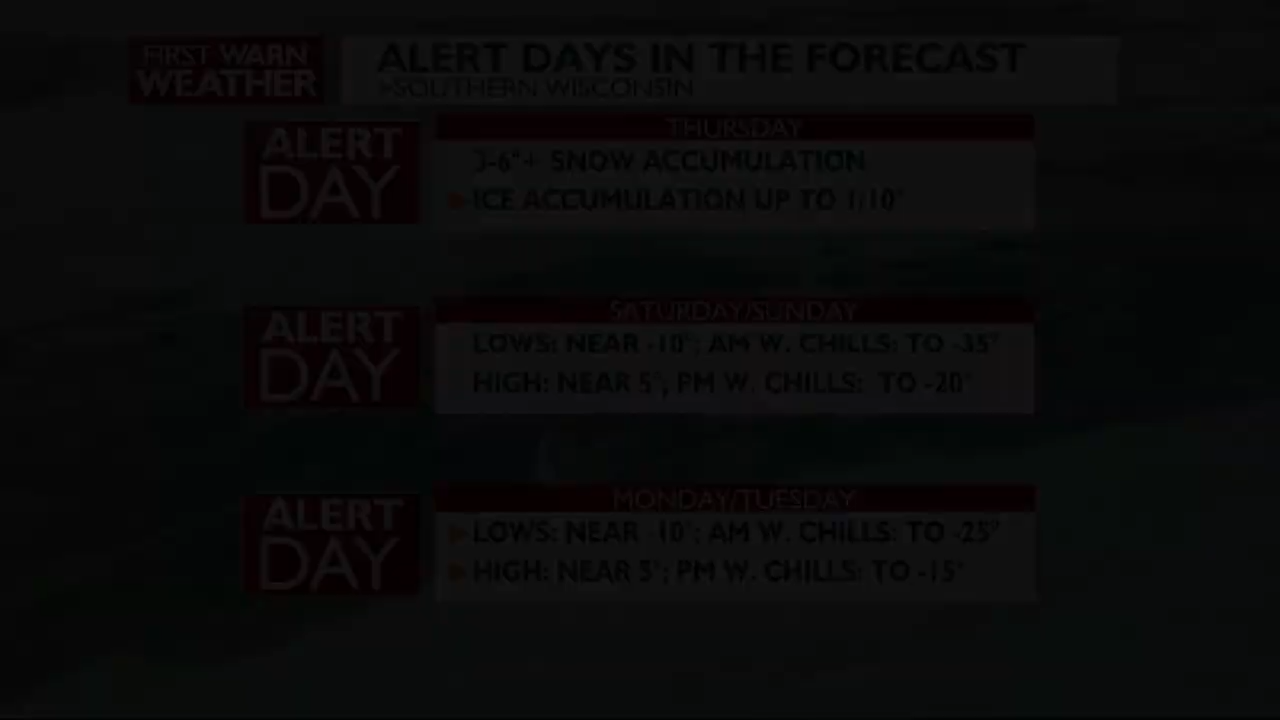 FIRST WARN
WEATHER
ALERT DAYS IN THE FORECAST
>SOUTHERN WISCONSIN
ALERT
DAY
THURSDAY
3-6"+ SNOW ACCUMULATION
ICE ACCUMULATION UP TO 1/10"
ALERT
DAY
SATURDAY/SUNDAY
LOWS: NEAR -10°; AM W. CHILLS: TO -35°
HIGH: NEAR 5°; PM W. CHILLS: TO -20°
ALERT
DAY
MONDAY/TUESDAY
LOWS: NEAR -10°; AM W. CHILLS: TO -25°
HIGH: NEAR 5°; PM W. CHILLS: TO -15°